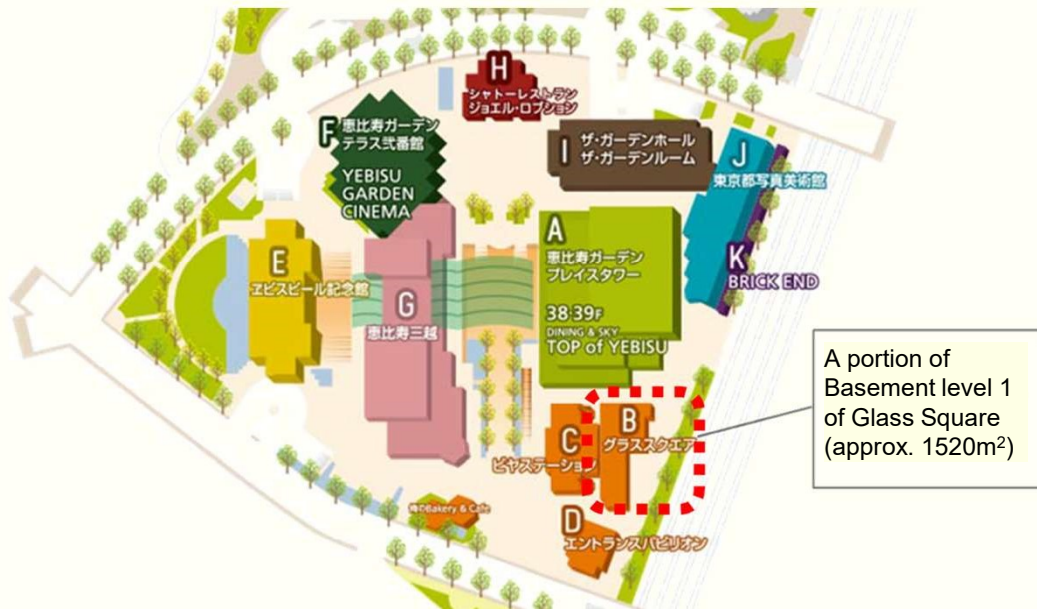 H
シャトーレストラン
ジョエル・ロブション
F
恵比寿ガーデン
テラス弐番館
YEBISU
GARDEN
CINEMA
I
ザ・ガーデンホール
ザ・ガーデンルーム
J
東京都写真美術館
K
BRICK END
A
恵比寿ガーデン
プレイスタワー
38・39F
DINING & SKY
TOP of YEBISU
E
ヱビスビール記念館
G
恵比寿三越
A portion of
Basement level 1
of Glass Square
(approx. 1520m²)
B
グラススクエア
C
ビヤステーション
Bakery & Cafe
D
エントランスパビリオン